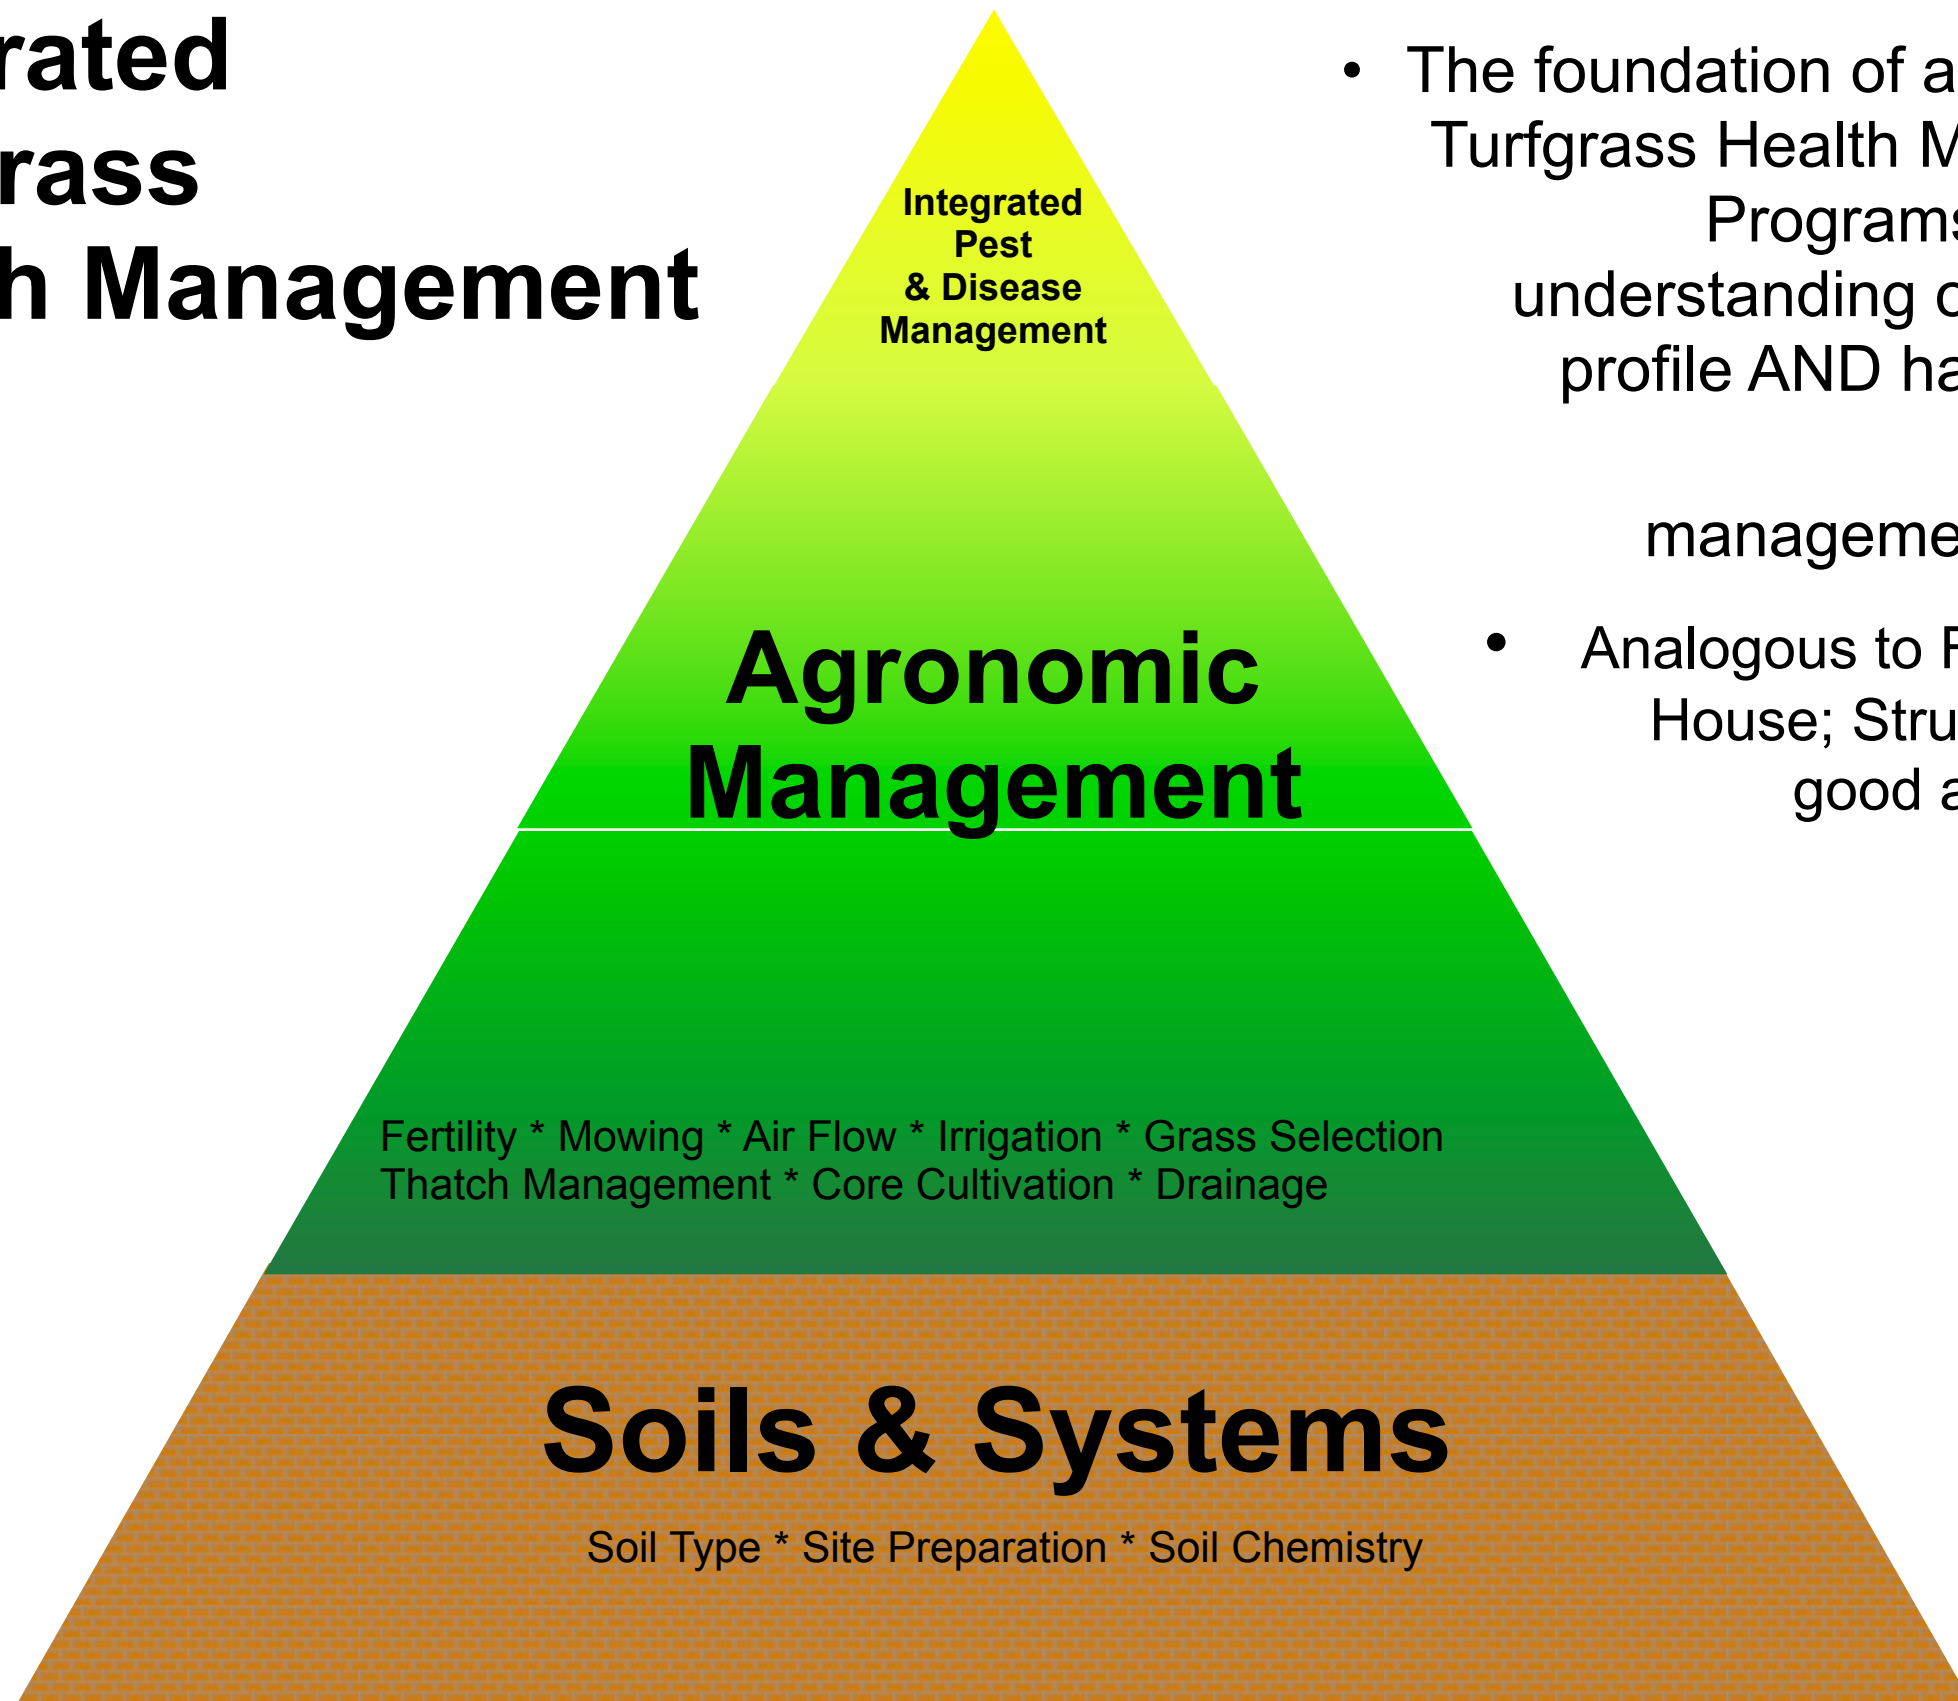 rated
rass
h Management
Integrated
Pest
& Disease
Management
• The foundation of a
Turfgrass Health M
Programs
understanding o
profile AND ha
manageme
• Analogous to F
House; Stru
good a
Agronomic
Management
Fertility * Mowing * Air Flow * Irrigation * Grass Selection
Thatch Management * Core Cultivation * Drainage
Soils & Systems
Soil Type * Site Preparation * Soil Chemistry